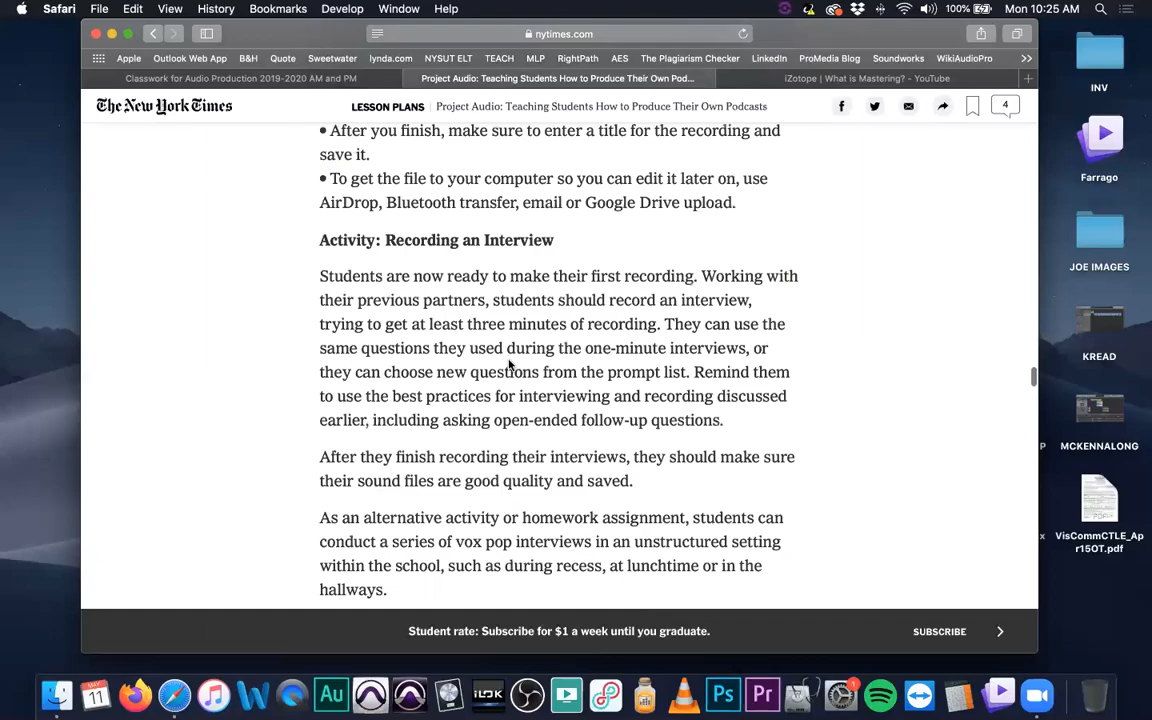 Safari File Edit View History Bookmarks Develop Window Help 100% Mon 10:25 AM
nytimes.com
Apple Outlook Web App B&H Quora Sweetwater lynda.com NYSUT ELT TEACH MLP RightPath AES The Plagiarism Checker LinkedIn ProMedia Blog Soundworks WikiAudioPro
Classwork for Audio Production 2019-2020 AM and PM
Project Audio: Teaching Students How to Produce Their Own Pod...
iZotope | What is Mastering? - YouTube
The New York Times
LESSON PLANS | Project Audio: Teaching Students How to Produce Their Own Podcasts
4
• After you finish, make sure to enter a title for the recording and
save it.
• To get the file to your computer so you can edit it later on, use
AirDrop, Bluetooth transfer, email or Google Drive upload.
Activity: Recording an Interview
Students are now ready to make their first recording. Working with
their previous partners, students should record an interview,
trying to get at least three minutes of recording. They can use the
same questions they used during the one-minute interviews, or
they can choose new questions from the prompt list. Remind them
to use the best practices for interviewing and recording discussed
earlier, including asking open-ended follow-up questions.
After they finish recording their interviews, they should make sure
their sound files are good quality and saved.
As an alternative activity or homework assignment, students can
conduct a series of vox pop interviews in an unstructured setting
within the school, such as during recess, at lunchtime or in the
hallways.
Student rate: Subscribe for $1 a week until you graduate.
SUBSCRIBE
INV
Farrago
JOE IMAGES
KREAD
MCKENNALONG
VisCommCTLE_Ap
r15OT.pdf
11
Au
iLOK
Ps
Pr
1